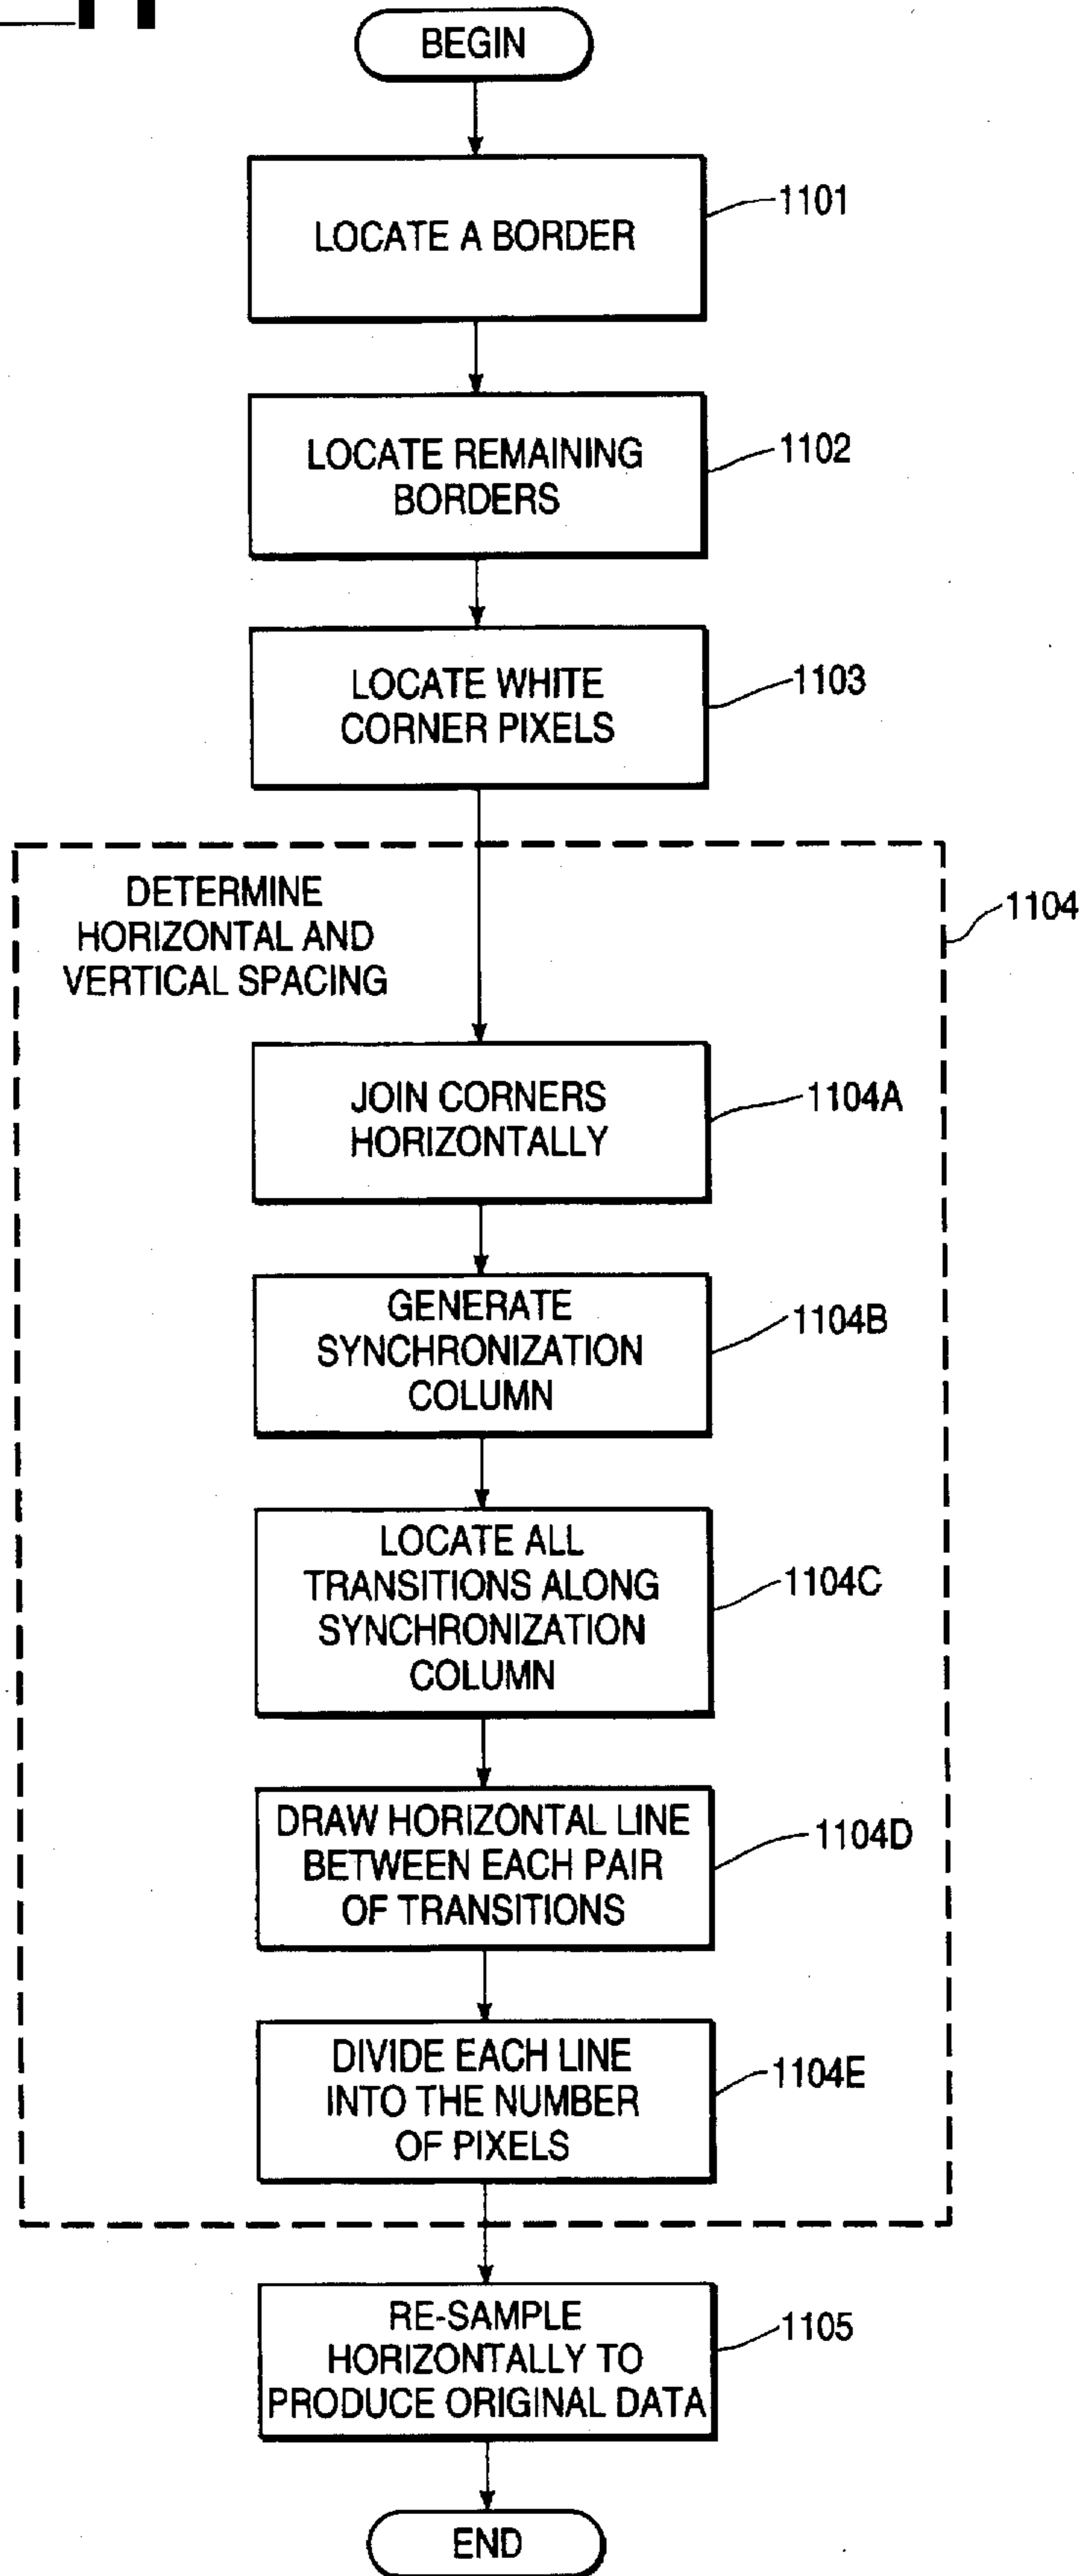 BEGIN
LOCATE A BORDER
1101
LOCATE REMAINING
BORDERS
1102
LOCATE WHITE
CORNER PIXELS
1103
DETERMINE
HORIZONTAL AND
VERTICAL SPACING
1104
JOIN CORNERS
HORIZONTALLY
1104A
GENERATE
SYNCHRONIZATION
COLUMN
1104B
LOCATE ALL
TRANSITIONS ALONG
SYNCHRONIZATION
COLUMN
1104C
DRAW HORIZONTAL LINE
BETWEEN EACH PAIR
OF TRANSITIONS
1104D
DIVIDE EACH LINE
INTO THE NUMBER
OF PIXELS
1104E
RE-SAMPLE
HORIZONTALLY TO
PRODUCE ORIGINAL DATA
1105
END